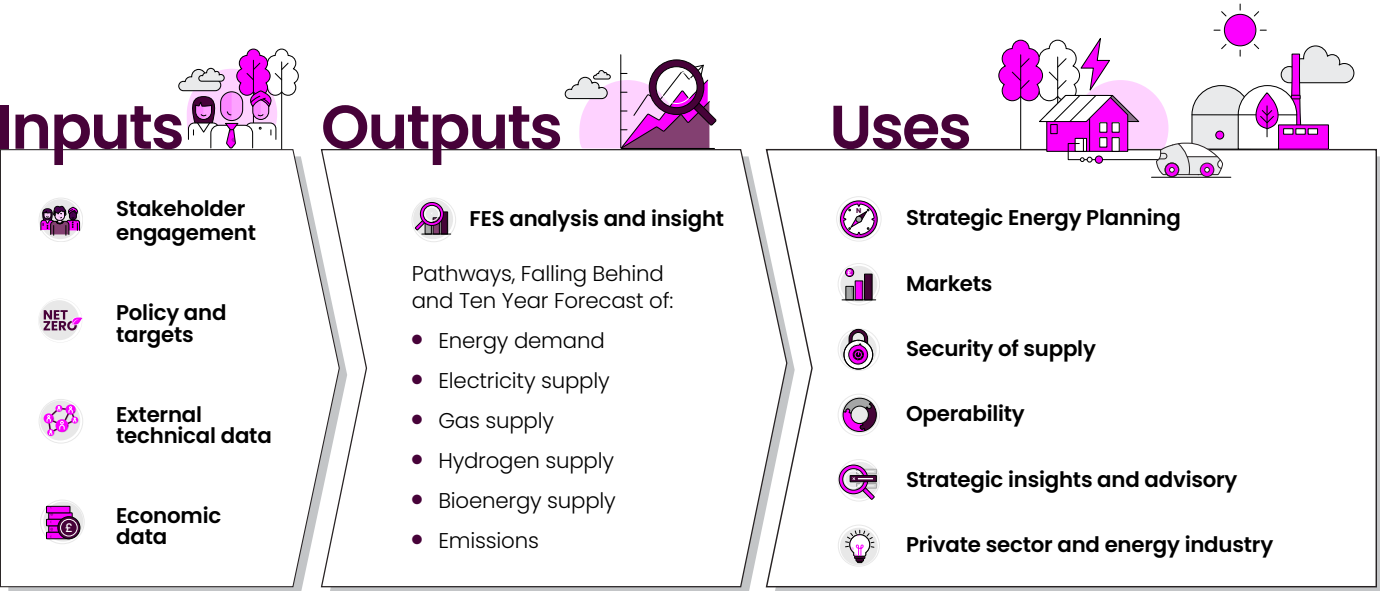 Inputs
Stakeholder
engagement
NET
ZERO
Policy and
targets
External
technical data
£
Economic
data
Outputs
FES analysis and insight
Pathways, Falling Behind
and Ten Year Forecast of:
Energy demand
Electricity supply
Gas supply
Hydrogen supply
Bioenergy supply
Emissions
Uses
N
Strategic Energy Planning
£
Markets
Security of supply
Operability
Strategic insights and advisory
Private sector and energy industry